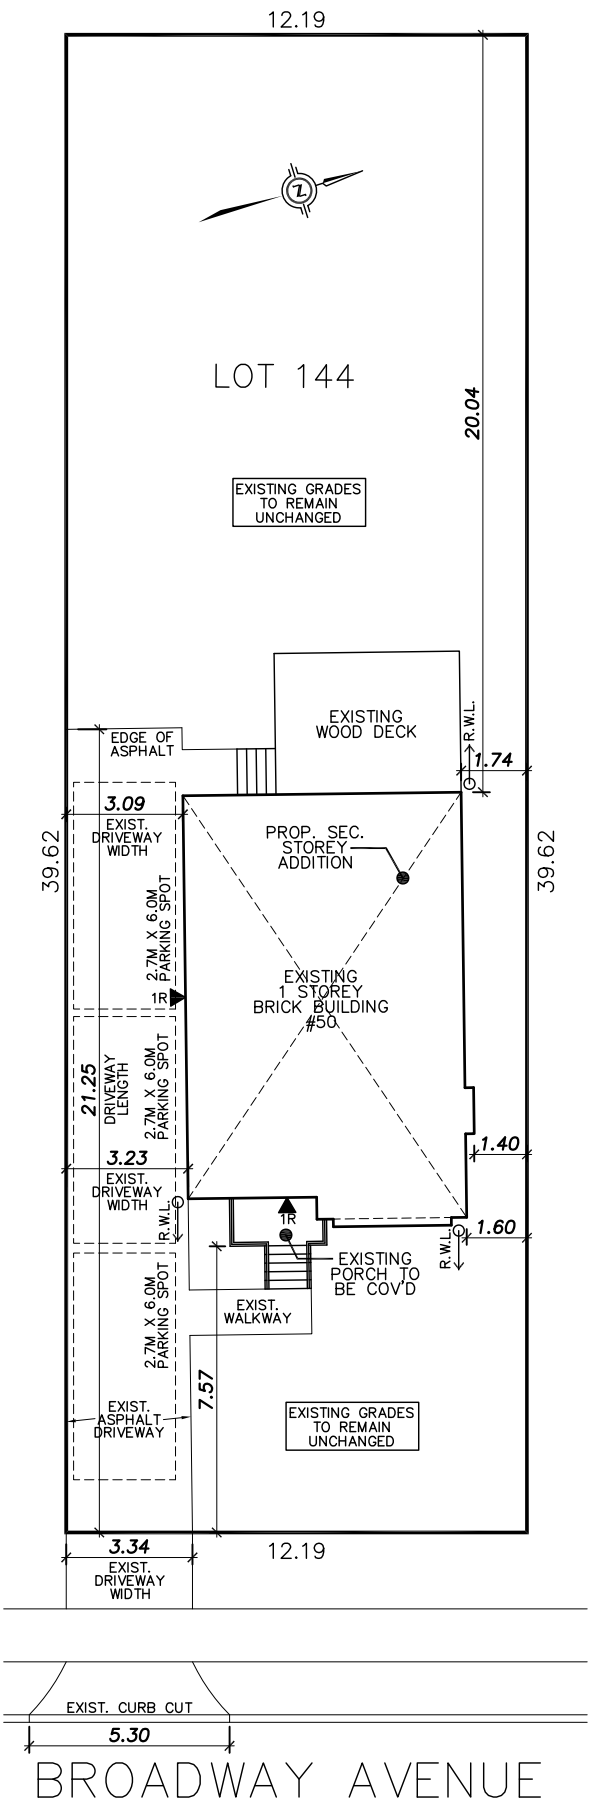 12.19
N
LOT 144
20.04
EXISTING GRADES
TO REMAIN
UNCHANGED
EXISTING
WOOD DECK
R.W.L.
EDGE OF
ASPHALT
1.74
3.09
EXIST.
DRIVEWAY
WIDTH
PROP. SEC.
STOREY
ADDITION
39.62
39.62
2.7M X 6.0M
PARKING SPOT
1R
EXISTING
1 STOREY
BRICK BUILDING
#50
21.25
DRIVEWAY
LENGTH
2.7M X 6.0M
PARKING SPOT
1.40
3.23
EXIST.
DRIVEWAY
WIDTH
R.W.L.
1R
1.60
R.W.L.
EXISTING
PORCH TO
BE COV'D
2.7M X 6.0M
PARKING SPOT
EXIST.
WALKWAY
7.57
EXIST.
ASPHALT
DRIVEWAY
EXISTING GRADES
TO REMAIN
UNCHANGED
3.34
12.19
EXIST.
DRIVEWAY
WIDTH
EXIST. CURB CUT
5.30
BROADWAY AVENUE